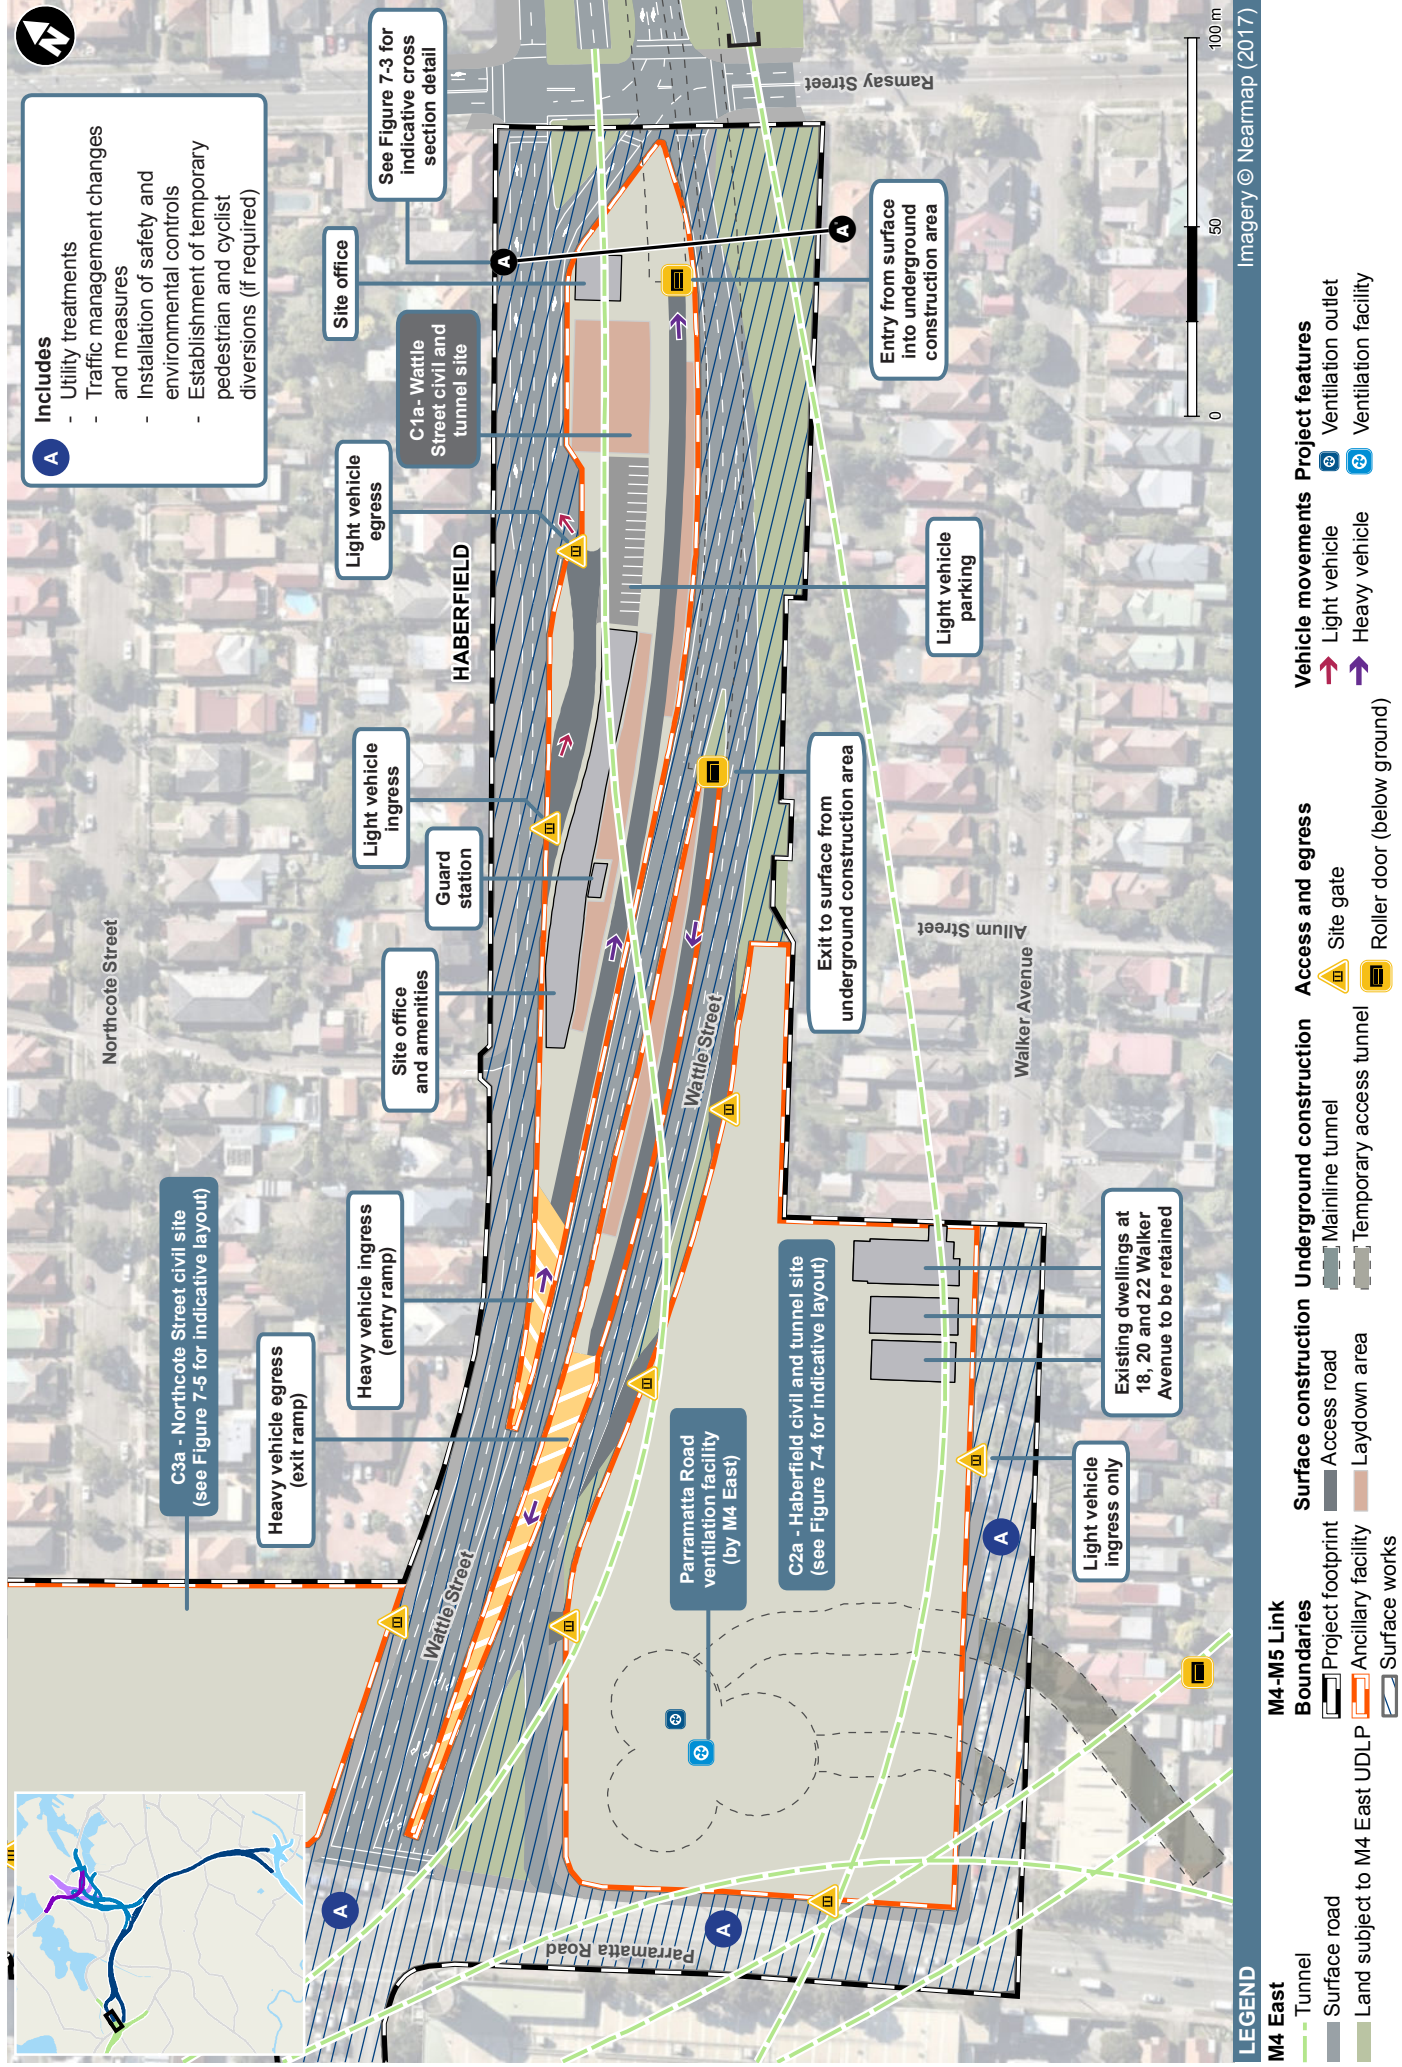 N
A Includes
- Utility treatments
- Traffic management changes
and measures
- Installation of safety and
environmental controls
- Establishment of temporary
pedestrian and cyclist
diversions (if required)
See Figure 7-3 for
indicative cross
section detail
Site office
C1a- Wattle
Street civil and
tunnel site
Light vehicle
egress
HABERFIELD
Light vehicle
ingress
Guard
station
Site office
and amenities
Northcote Street
C3a - Northcote Street civil site
(see Figure 7-5 for indicative layout)
Heavy vehicle ingress
(entry ramp)
Heavy vehicle egress
(exit ramp)
Wattle Street
Wattle Street
Ramsay Street
A
A'
Entry from surface
into underground
construction area
Light vehicle
parking
Exit to surface from
underground construction area
Allum Street
Walker Avenue
Parramatta Road
ventilation facility
(by M4 East)
C2a - Haberfield civil and tunnel site
(see Figure 7-4 for indicative layout)
Existing dwellings at
18, 20 and 22 Walker
Avenue to be retained
Light vehicle
ingress only
A
A
A
Parramatta Road
0 50 100 m
LEGEND
Imagery © Nearmap (2017)
M4 East
Tunnel
Surface road
Land subject to M4 East UDLP
M4-M5 Link
Boundaries
Project footprint
Ancillary facility
Surface works
Surface construction
Access road
Laydown area
Underground construction
Mainline tunnel
Temporary access tunnel
Access and egress
Site gate
Roller door (below ground)
Vehicle movements
Light vehicle
Heavy vehicle
Project features
Ventilation outlet
Ventilation facility